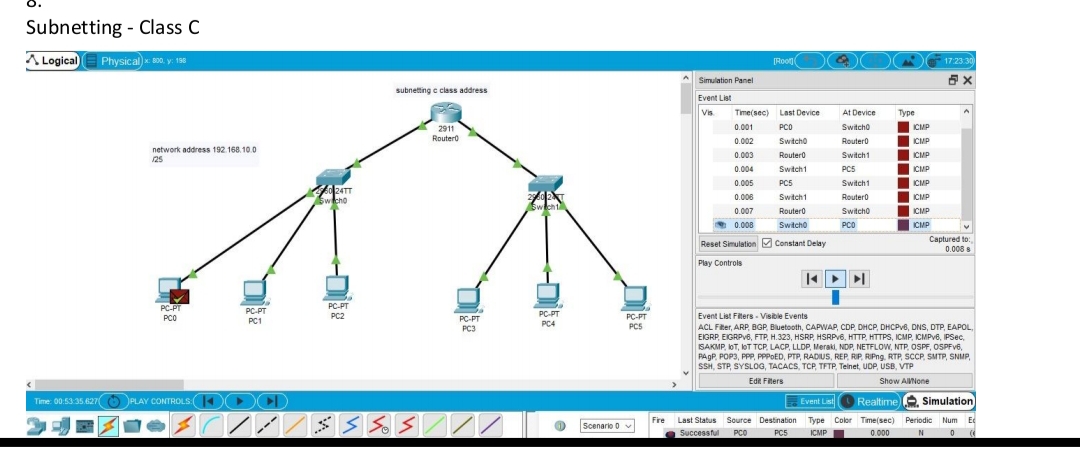 8.
Subnetting - Class C
Logical Physical x: 800, y: 198 [Root] 17:23:30
subnetting c class address
2911
Router0
network address 192.168.10.0
/25
2960-24TT
Switch0
2960-24TT
Switch1
PC-PT
PC0
PC-PT
PC1
PC-PT
PC2
PC-PT
PC3
PC-PT
PC4
PC-PT
PC5
Simulation Panel
Event List
Vis. Time(sec) Last Device At Device Type
0.001 PC0 Switch0 ICMP
0.002 Switch0 Router0 ICMP
0.003 Router0 Switch1 ICMP
0.004 Switch1 PC5 ICMP
0.005 PC5 Switch1 ICMP
0.006 Switch1 Router0 ICMP
0.007 Router0 Switch0 ICMP
0.008 Switch0 PC0 ICMP
Reset Simulation Constant Delay Captured to:
0.008 s
Play Controls
Event List Filters - Visible Events
ACL Filter, ARP, BGP, Bluetooth, CAPWAP, CDP, DHCP, DHCPv6, DNS, DTP, EAPOL,
EIGRP, EIGRPv6, FTP, H.323, HSRP, HSRPv6, HTTP, HTTPS, ICMP, ICMPv6, IPSec,
ISAKMP, IoT, IoT TCP, LACP, LLDP, Meraki, NDP, NETFLOW, NTP, OSPF, OSPFv6,
PAgP, POP3, PPP, PPPoED, PTP, RADIUS, REP, RIP, RIPng, RTP, SCCP, SMTP, SNMP,
SSH, STP, SYSLOG, TACACS, TCP, TFTP, Telnet, UDP, USB, VTP
Edit Filters Show All/None
Time: 00:53:35.627 PLAY CONTROLS: Event List Realtime Simulation
Scenario 0
Fire Last Status Source Destination Type Color Time(sec) Periodic Num
Successful PC0 PC5 ICMP 0.000 N 0